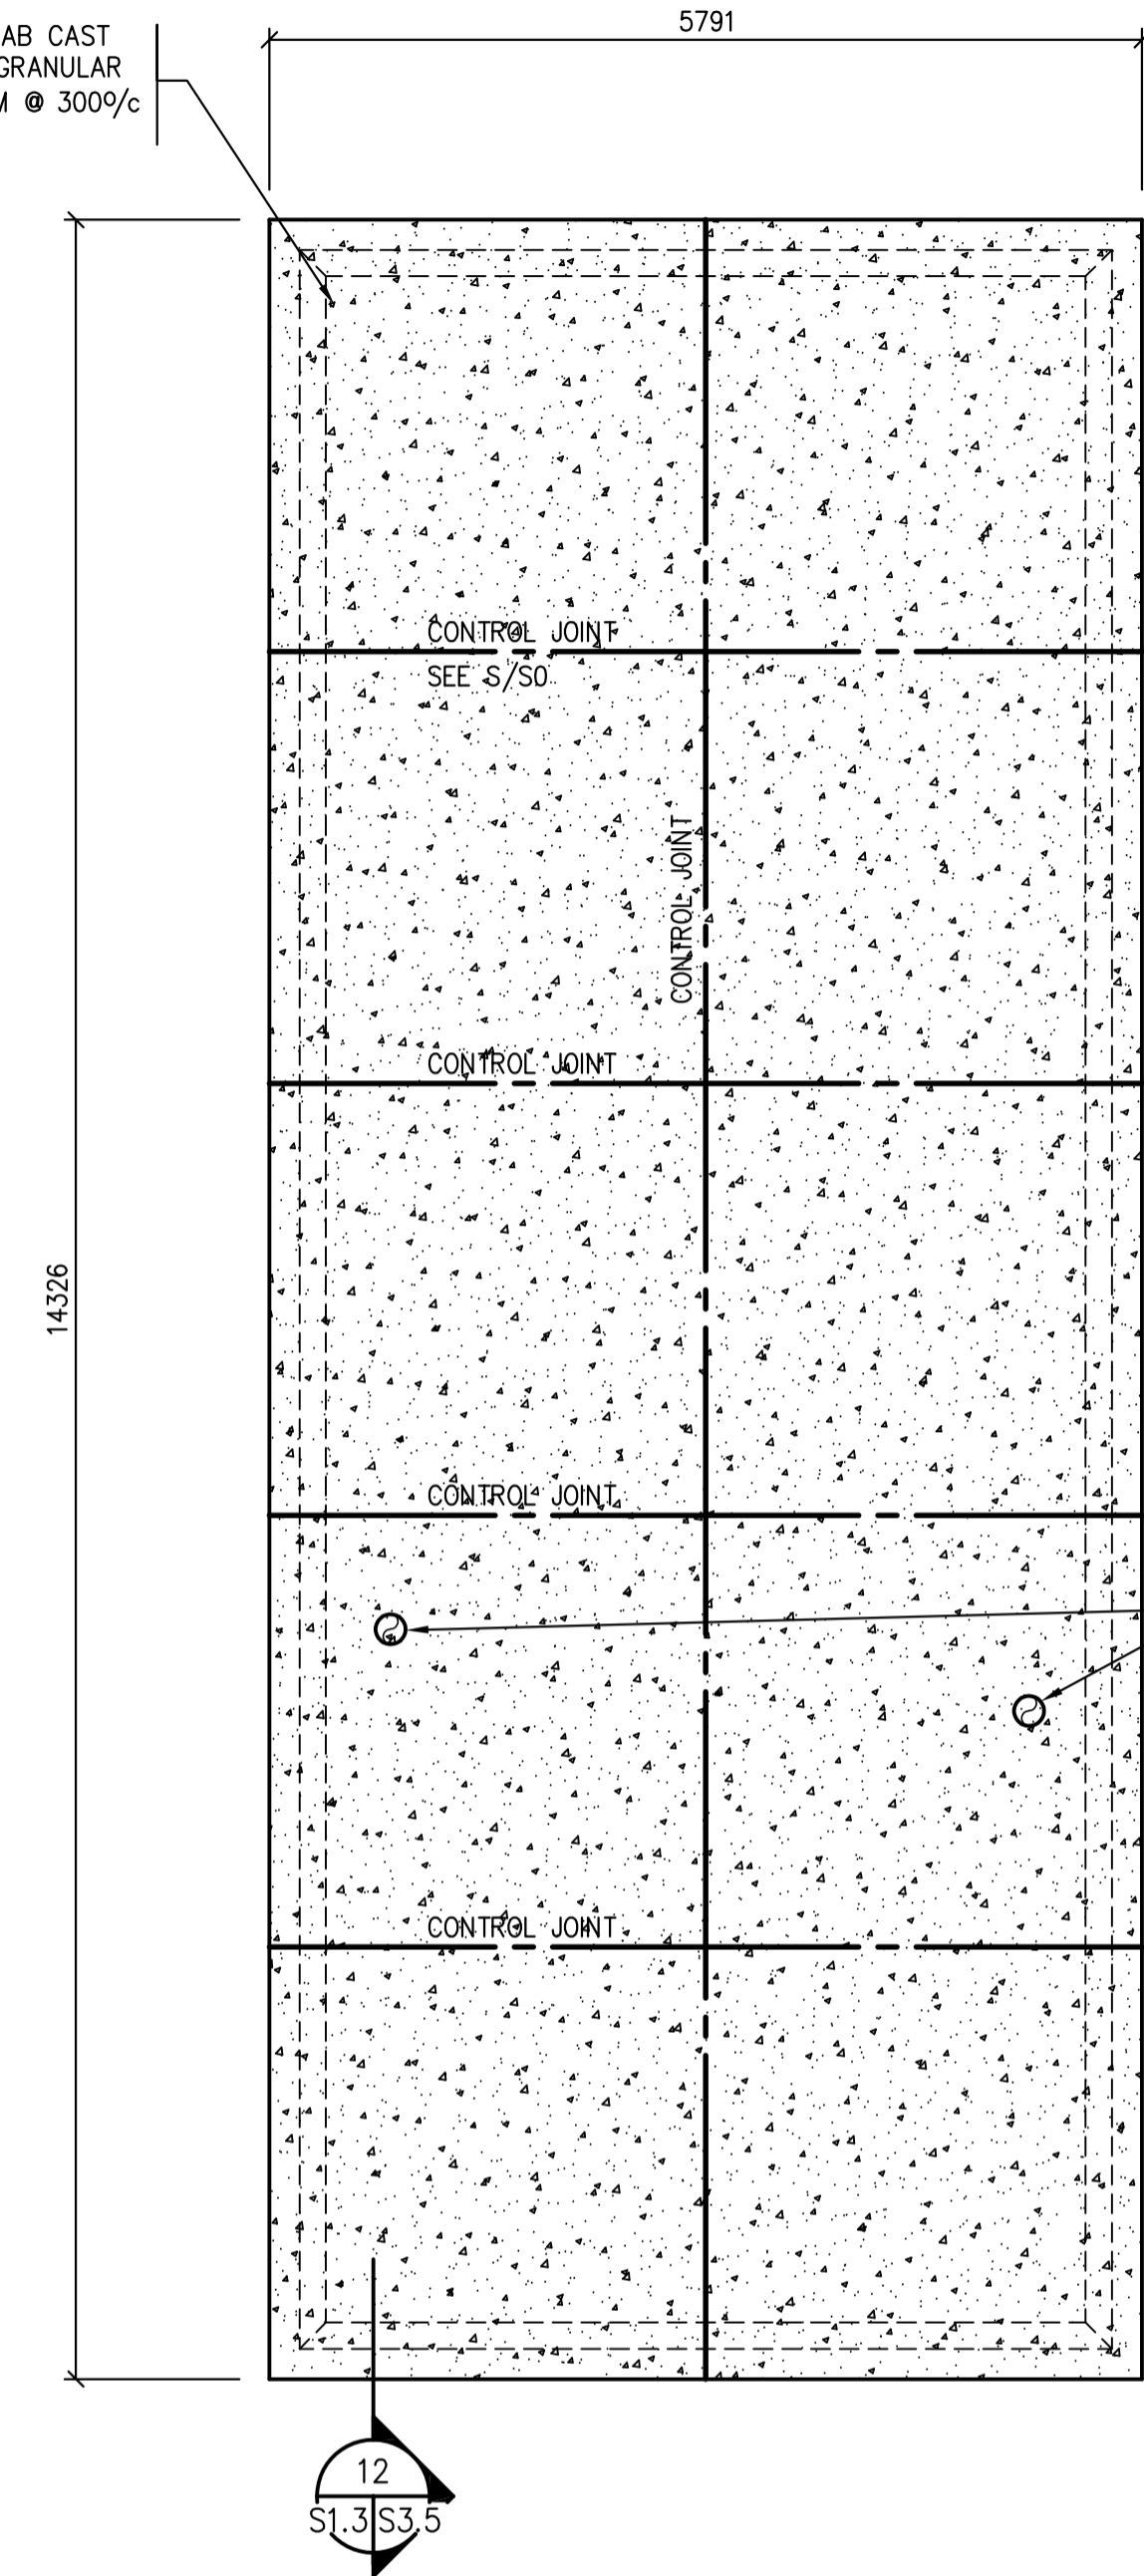 5791
AB CAST
GRANULAR
M @ 300º/c
CONTROL JOINT
SEE S/S0
CONTROL JOINT
CONTROL JOINT
14326
CONTROL JOINT
CONTROL JOINT
12
S1.3 S3.5